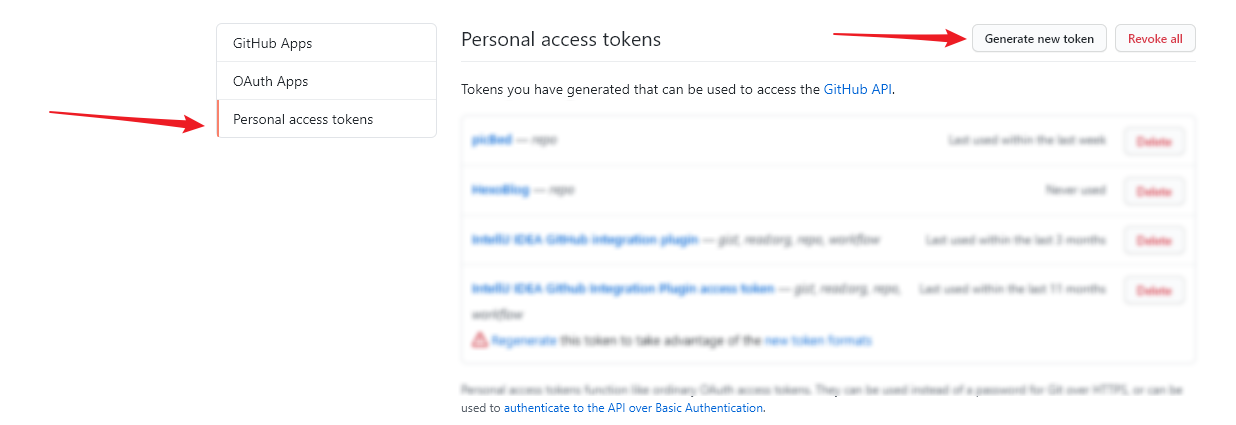 GitHub Apps
OAuth Apps
Personal access tokens
Personal access tokens
Generate new token
Revoke all
Tokens you have generated that can be used to access the GitHub API.
picBed — repo
Last used within the last week
Delete
HexoBlog — repo
Never used
Delete
IntelliJ IDEA GitHub integration plugin — gist, read:org, repo, workflow
Last used within the last 3 months
Delete
IntelliJ IDEA Github Integration Plugin access token — gist, read:org, repo,
workflow
Last used within the last 11 months
Delete
Regenerate this token to take advantage of the new token formats
Personal access tokens function like ordinary OAuth access tokens. They can be used instead of a password for Git over HTTPS, or can be
used to authenticate to the API over Basic Authentication.